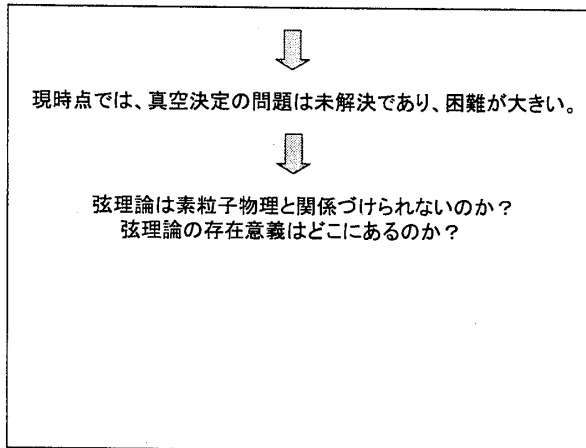 現時点では、真空決定の問題は未解決であり、困難が大きい。
弦理論は素粒子物理と関係づけられないのか?
弦理論の存在意義はどこにあるのか?